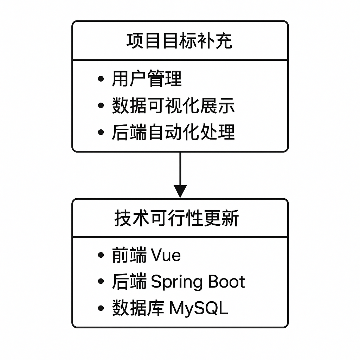 项目目标补充
• 用户管理
• 数据可视化展示
• 后端自动化处理
技术可行性更新
• 前端 Vue
• 后端 Spring Boot
• 数据库 MySQL